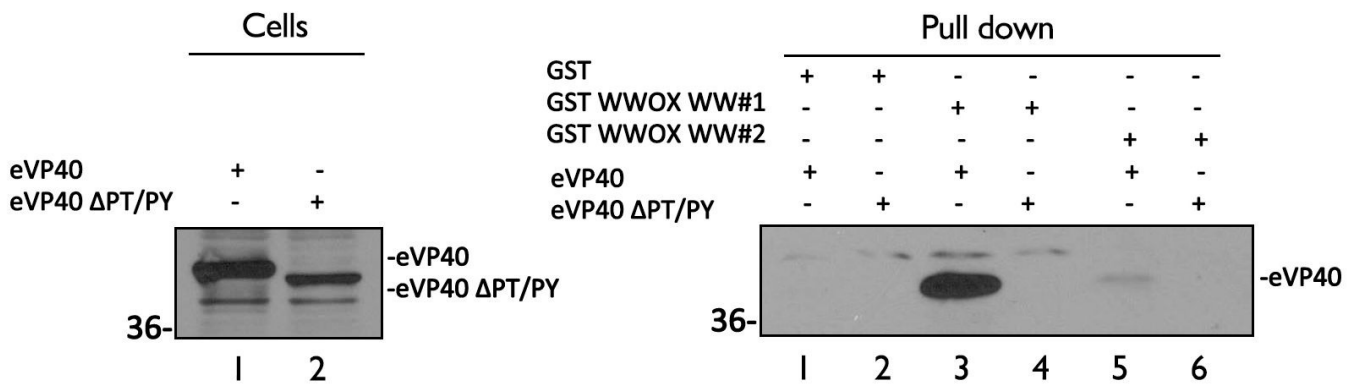 Cells
eVP40 + -
eVP40 ΔPT/PY - +
-eVP40
-eVP40 ΔPT/PY
36-
1 2
Pull down
GST + + - - - -
GST WWOX WW#1 - - + + - -
GST WWOX WW#2 - - - - + +
eVP40 + - + - + -
eVP40 ΔPT/PY - + - + - +
-eVP40
36-
1 2 3 4 5 6